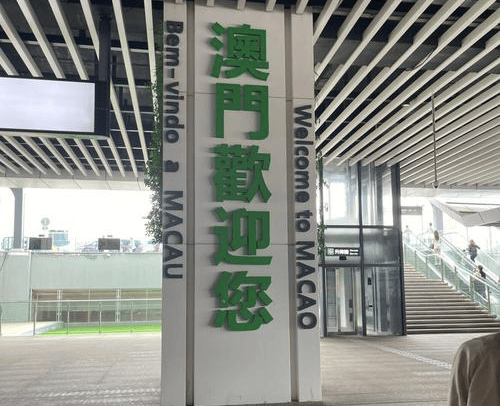 Bem-vindo a MACAU
澳門歡迎您
Welcome to MACAO